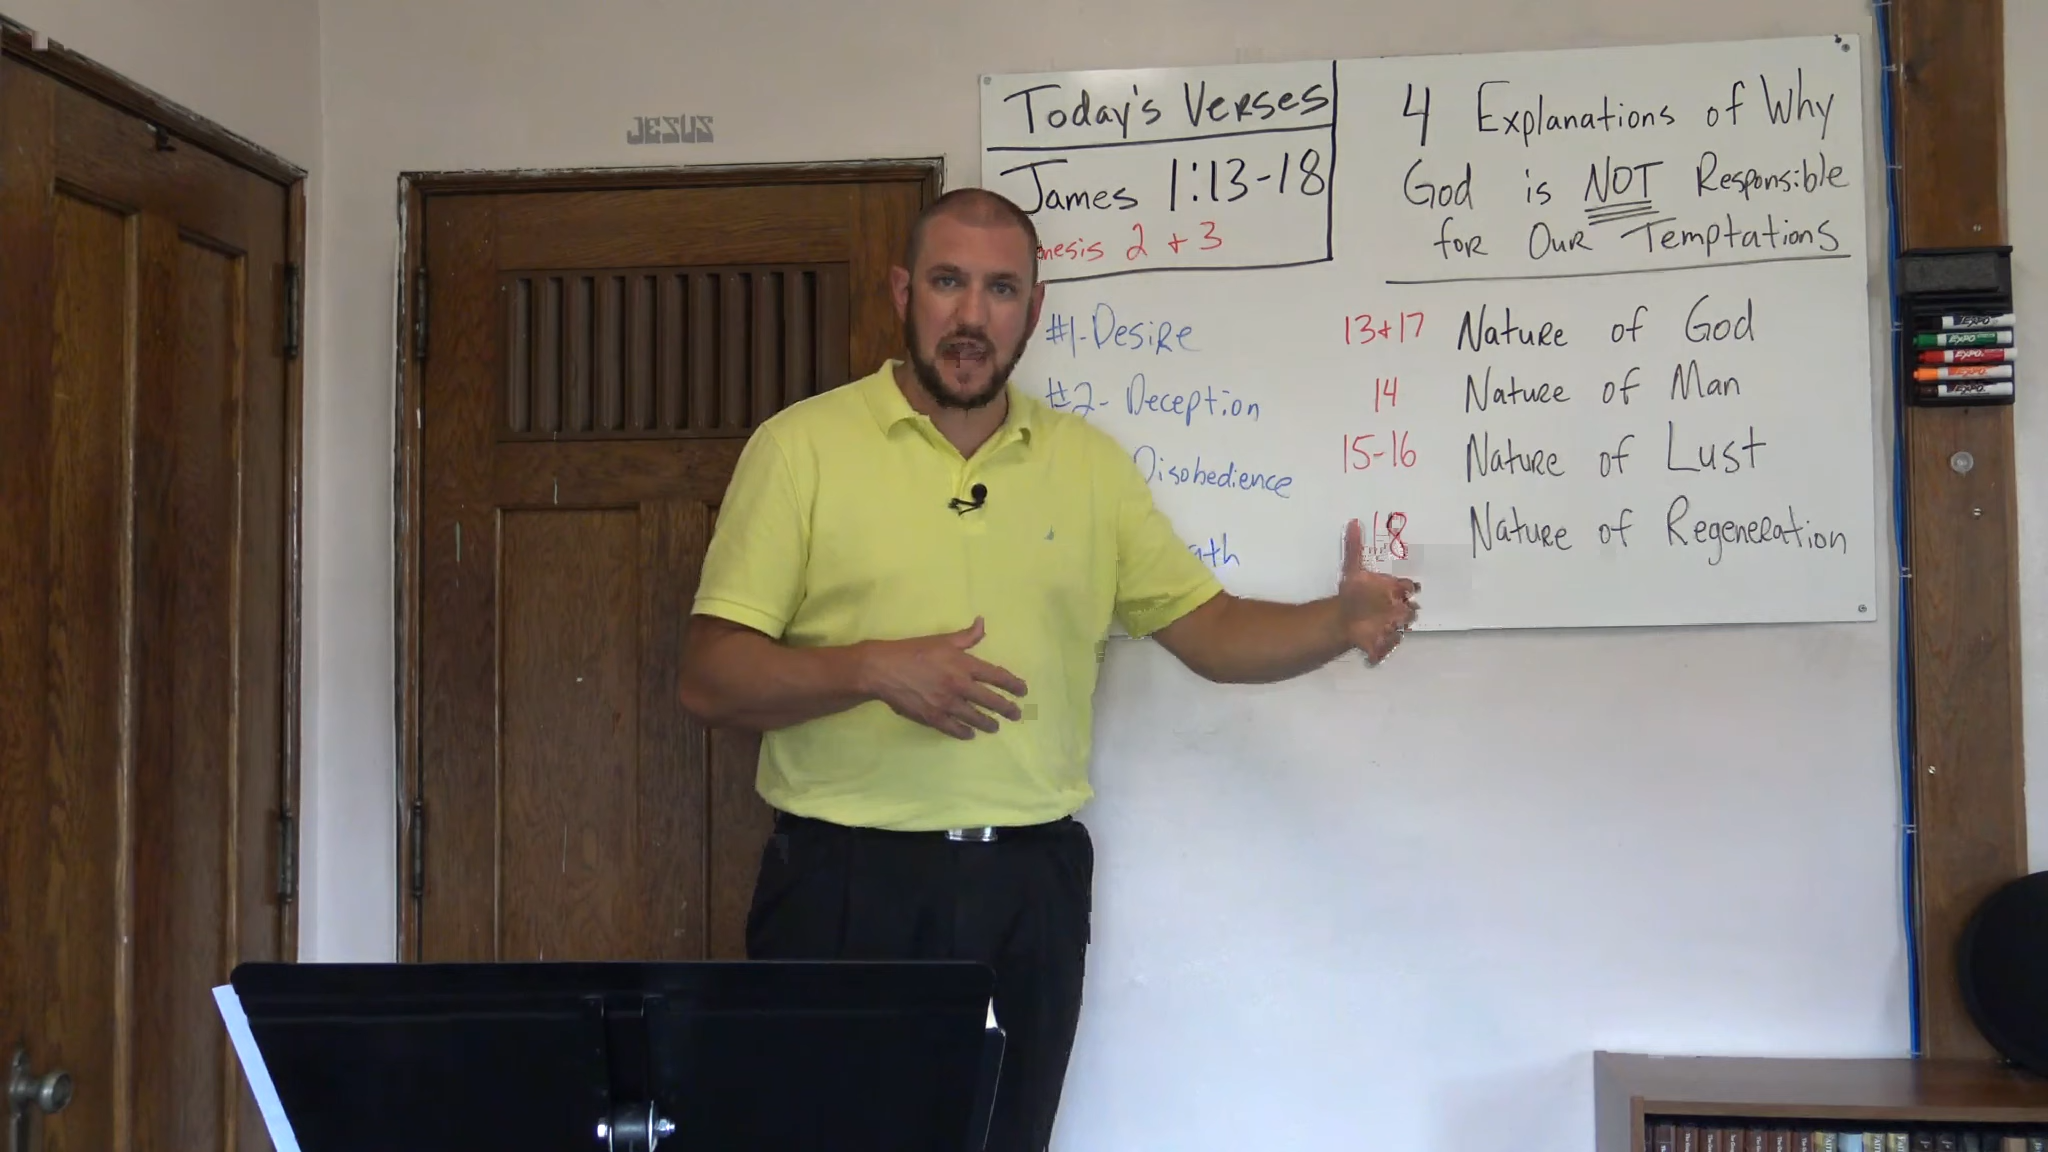 JESUS
Today's Verses
James 1:13-18
nesis 2 + 3
4 Explanations of Why
God is NOT Responsible
for Our Temptations
#1-Desire
#2- Deception
Disobedience
ath
13+17 Nature of God
14 Nature of Man
15-16 Nature of Lust
18 Nature of Regeneration
EXPO
EXPO
EXPO
EXPO
EXPO